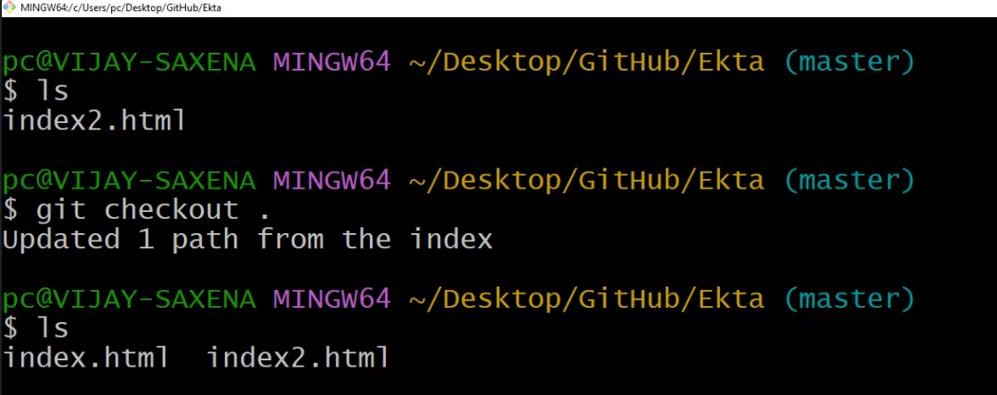 MINGW64:/c/Users/pc/Desktop/GitHub/Ekta
pc@VIJAY-SAXENA MINGW64 ~/Desktop/GitHub/Ekta (master)
$ ls
index2.html
pc@VIJAY-SAXENA MINGW64 ~/Desktop/GitHub/Ekta (master)
$ git checkout .
Updated 1 path from the index
pc@VIJAY-SAXENA MINGW64 ~/Desktop/GitHub/Ekta (master)
$ ls
index.html  index2.html